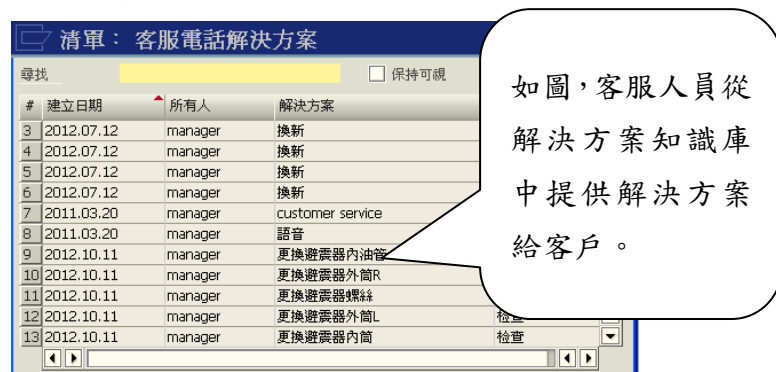 清單： 客服電話解決方案
尋找
保持可視
# 建立日期 所有人 解決方案
3 2012.07.12 manager 換新
4 2012.07.12 manager 換新
5 2012.07.12 manager 換新
6 2012.07.12 manager 換新
7 2011.03.20 manager customer service
8 2011.03.20 manager 語音
9 2012.10.11 manager 更換避震器內油管
10 2012.10.11 manager 更換避震器外筒R
11 2012.10.11 manager 更換避震器螺絲
12 2012.10.11 manager 更換避震器外筒L 檢查
13 2012.10.11 manager 更換避震器內筒 檢查
如圖，客服人員從
解決方案知識庫
中提供解決方案
給客戶。